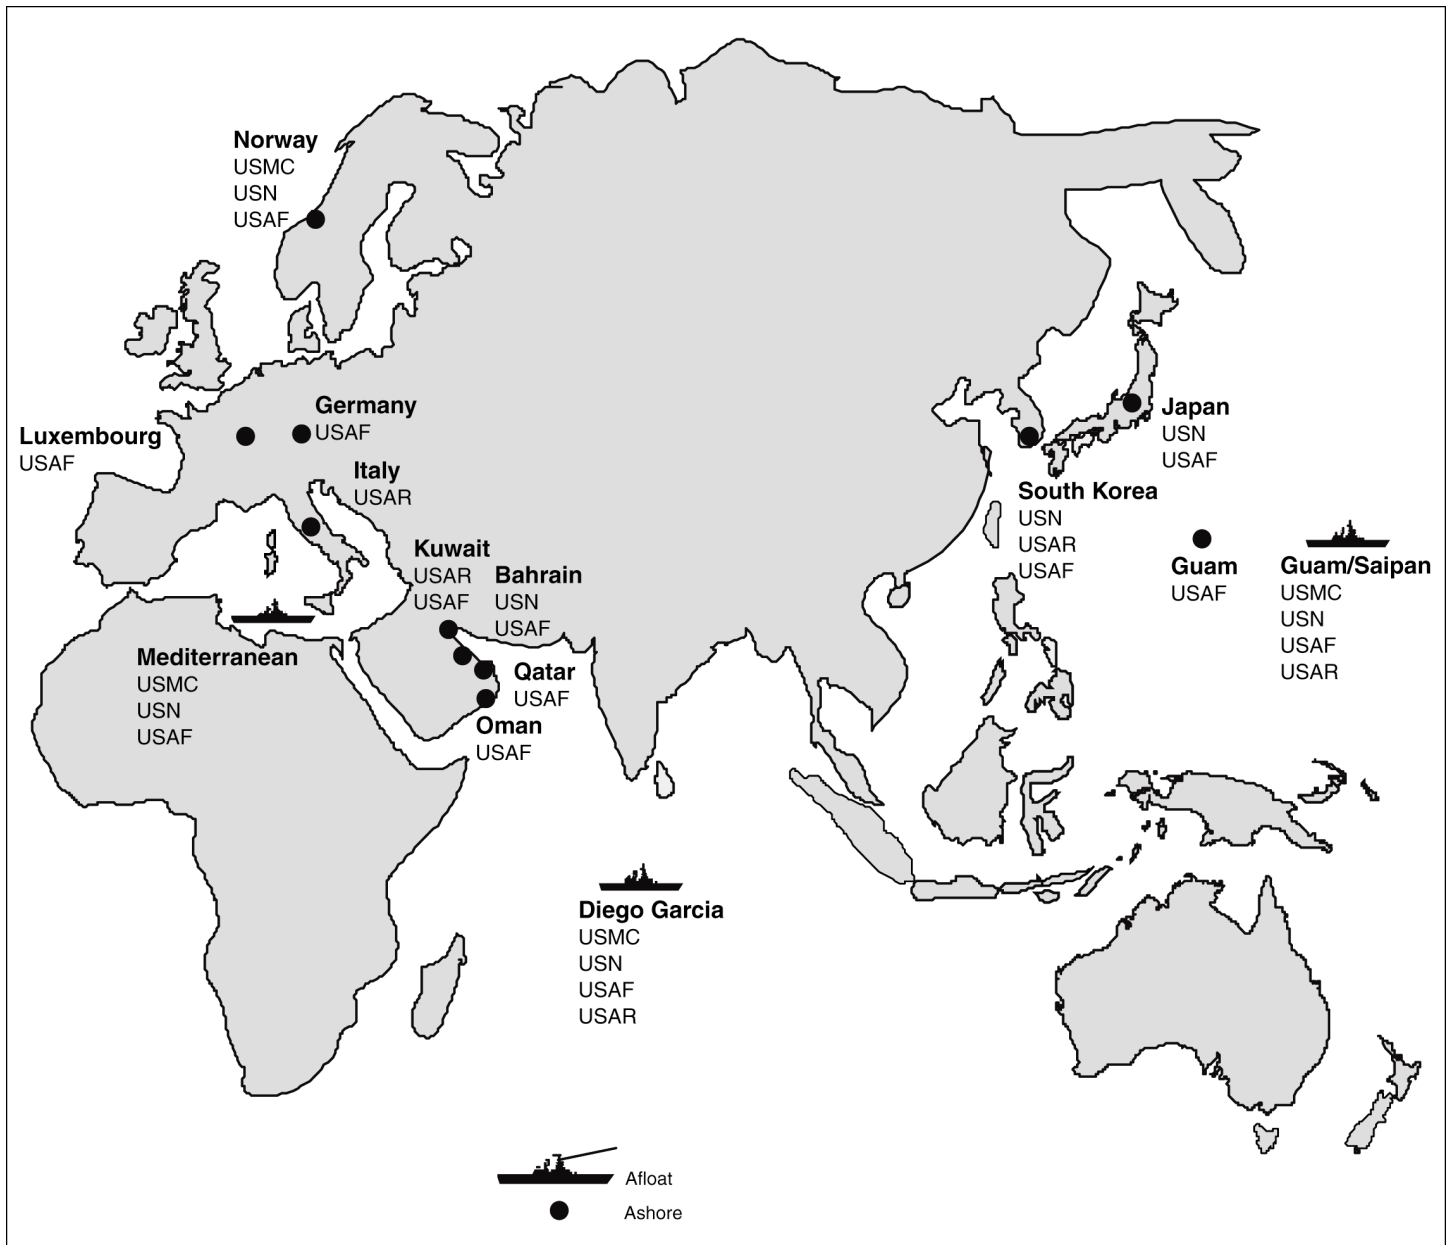 Norway
USMC
USN
USAF
Germany
USAF
Luxembourg
USAF
Italy
USAR
Kuwait
USAR
USAF
Bahrain
USN
USAF
Mediterranean
USMC
USN
USAF
Qatar
USAF
Oman
USAF
Japan
USN
USAF
South Korea
USN
USAR
USAF
Guam
USAF
Guam/Saipan
USMC
USN
USAF
USAR
Diego Garcia
USMC
USN
USAF
USAR
Afloat
Ashore